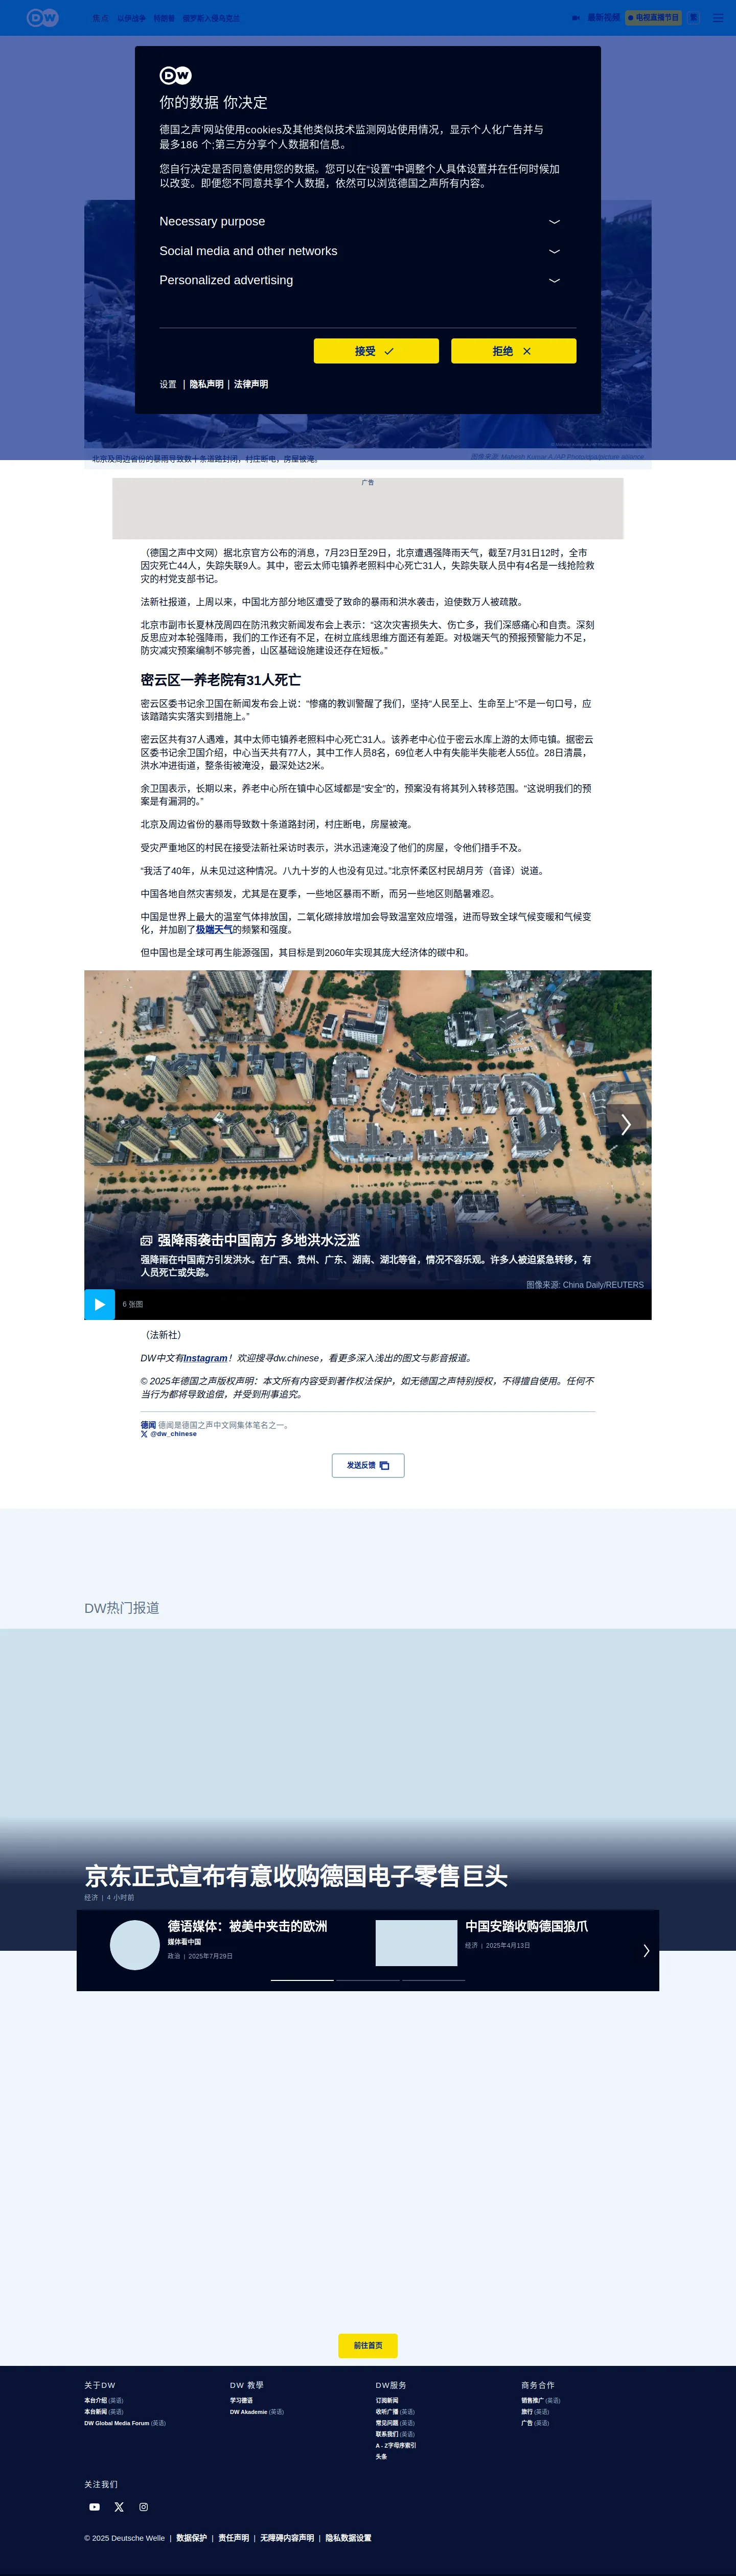 DW
焦点
以伊战争
特朗普
俄罗斯入侵乌克兰
最新视频
电视直播节目
繁
DW
你的数据 你决定
德国之声'网站使用cookies及其他类似技术监测网站使用情况，显示个人化广告并与
最多186 个;第三方分享个人数据和信息。
您自行决定是否同意使用您的数据。您可以在“设置”中调整个人具体设置并在任何时候加
以改变。即便您不同意共享个人数据，依然可以浏览德国之声所有内容。
Necessary purpose
Social media and other networks
Personalized advertising
接受
拒绝
设置 | 隐私声明 | 法律声明
北京及周边省份的暴雨导致数十条道路封闭，村庄断电，房屋被淹。
图像来源: Mahesh Kumar A./AP Photo/dpa/picture alliance
广告
（德国之声中文网）据北京官方公布的消息，7月23日至29日，北京遭遇强降雨天气，截至7月31日12时，全市
因灾死亡44人，失踪失联9人。其中，密云太师屯镇养老照料中心死亡31人，失踪失联人员中有4名是一线抢险救
灾的村党支部书记。
法新社报道，上周以来，中国北方部分地区遭受了致命的暴雨和洪水袭击，迫使数万人被疏散。
北京市副市长夏林茂周四在防汛救灾新闻发布会上表示：“这次灾害损失大、伤亡多，我们深感痛心和自责。深刻
反思应对本轮强降雨，我们的工作还有不足，在树立底线思维方面还有差距。对极端天气的预报预警能力不足，
防灾减灾预案编制不够完善，山区基础设施建设还存在短板。”
密云区一养老院有31人死亡
密云区委书记余卫国在新闻发布会上说：“惨痛的教训警醒了我们，坚持“人民至上、生命至上”不是一句口号，应
该踏踏实实落实到措施上。”
密云区共有37人遇难，其中太师屯镇养老照料中心死亡31人。该养老中心位于密云水库上游的太师屯镇。据密云
区委书记余卫国介绍，中心当天共有77人，其中工作人员8名，69位老人中有失能半失能老人55位。28日清晨，
洪水冲进街道，整条街被淹没，最深处达2米。
余卫国表示，长期以来，养老中心所在镇中心区域都是“安全”的，预案没有将其列入转移范围。“这说明我们的预
案是有漏洞的。”
北京及周边省份的暴雨导致数十条道路封闭，村庄断电，房屋被淹。
受灾严重地区的村民在接受法新社采访时表示，洪水迅速淹没了他们的房屋，令他们措手不及。
“我活了40年，从未见过这种情况。八九十岁的人也没有见过。”北京怀柔区村民胡月芳（音译）说道。
中国各地自然灾害频发，尤其是在夏季，一些地区暴雨不断，而另一些地区则酷暑难忍。
中国是世界上最大的温室气体排放国，二氧化碳排放增加会导致温室效应增强，进而导致全球气候变暖和气候变
化，并加剧了极端天气的频繁和强度。
但中国也是全球可再生能源强国，其目标是到2060年实现其庞大经济体的碳中和。
强降雨袭击中国南方 多地洪水泛滥
强降雨在中国南方引发洪水。在广西、贵州、广东、湖南、湖北等省，情况不容乐观。许多人被迫紧急转移，有
人员死亡或失踪。
图像来源: China Daily/REUTERS
6 张图
（法新社）
DW中文有Instagram！欢迎搜寻dw.chinese，看更多深入浅出的图文与影音报道。
© 2025年德国之声版权声明：本文所有内容受到著作权法保护，如无德国之声特别授权，不得擅自使用。任何不
当行为都将导致追偿，并受到刑事追究。
德闻 德闻是德国之声中文网集体笔名之一。
@dw_chinese
发送反馈
DW热门报道
京东正式宣布有意收购德国电子零售巨头
经济 | 4 小时前
德语媒体：被美中夹击的欧洲
媒体看中国
政治 | 2025年7月29日
中国安踏收购德国狼爪
经济 | 2025年4月13日
前往首页
关于DW
本台介绍 (英语)
本台新闻 (英语)
DW Global Media Forum (英语)
DW 教學
学习德语
DW Akademie (英语)
DW服务
订阅新闻
收听广播 (英语)
常见问题 (英语)
联系我们 (英语)
A - Z字母序索引
头条
商务合作
销售推广 (英语)
旅行 (英语)
广告 (英语)
关注我们
© 2025 Deutsche Welle | 数据保护 | 责任声明 | 无障碍内容声明 | 隐私数据设置